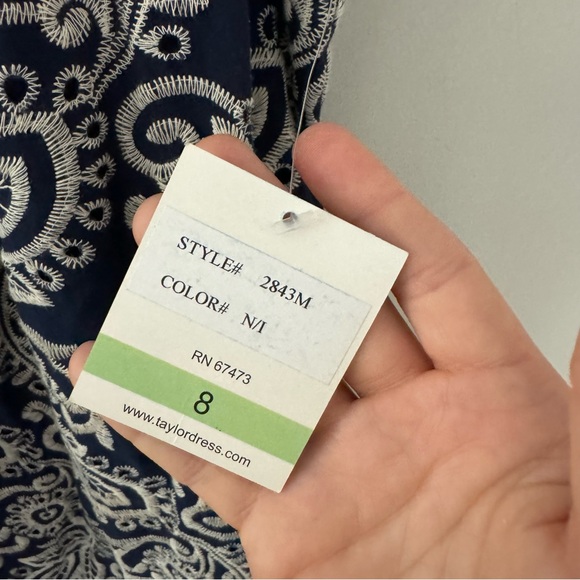 STYLE# 2843M
COLOR# N/I
RN 67473
8
www.taylordress.com